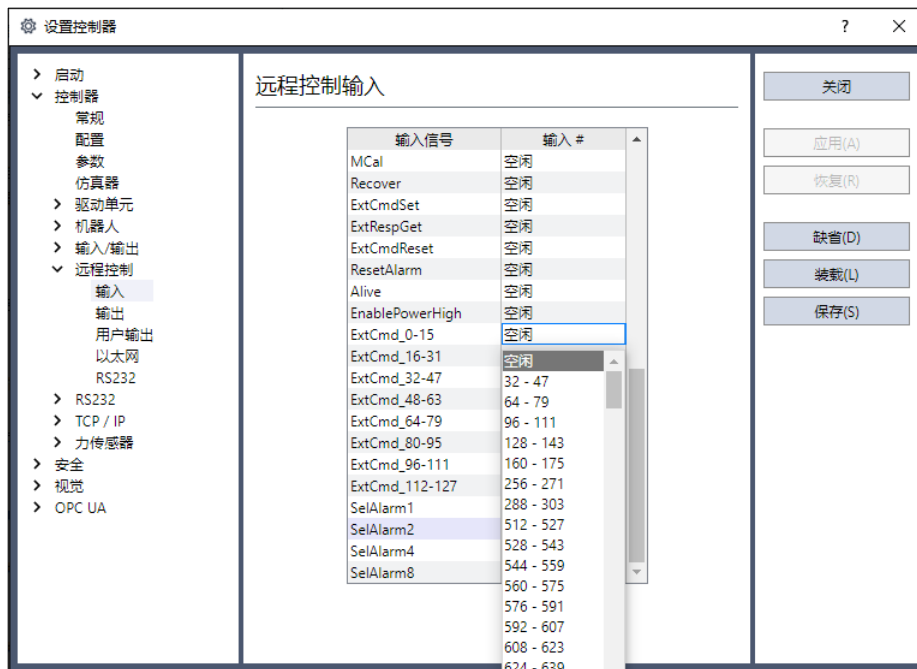 设置控制器
?
启动
控制器
常规
配置
参数
仿真器
驱动单元
机器人
输入/输出
远程控制
输入
输出
用户输出
以太网
RS232
RS232
TCP / IP
力传感器
安全
视觉
OPC UA
远程控制输入
输入信号 输入 #
MCal 空闲
Recover 空闲
ExtCmdSet 空闲
ExtRespGet 空闲
ExtCmdReset 空闲
ResetAlarm 空闲
Alive 空闲
EnablePowerHigh 空闲
ExtCmd_0-15 空闲
ExtCmd_16-31
ExtCmd_32-47
ExtCmd_48-63
ExtCmd_64-79
ExtCmd_80-95
ExtCmd_96-111
ExtCmd_112-127
SelAlarm1
SelAlarm2
SelAlarm4
SelAlarm8
空闲
32 - 47
64 - 79
96 - 111
128 - 143
160 - 175
256 - 271
288 - 303
512 - 527
528 - 543
544 - 559
560 - 575
576 - 591
592 - 607
608 - 623
624 - 639
关闭
应用(A)
恢复(R)
缺省(D)
装载(L)
保存(S)